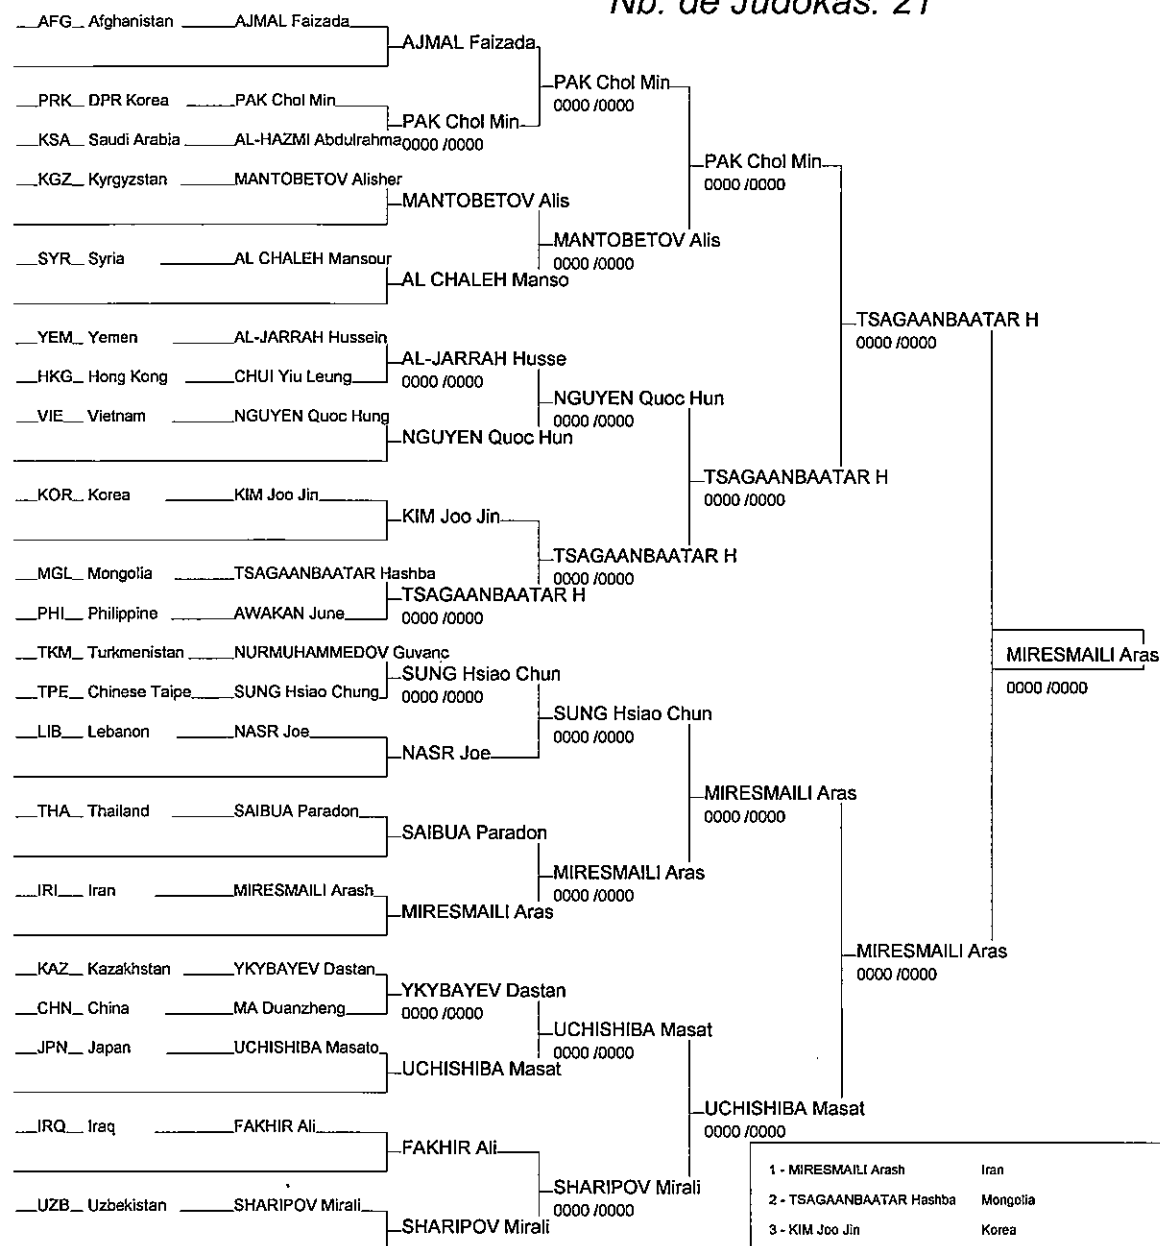 Nb. de Judokas: 21
AFG Afghanistan AJMAL Faizada
AJMAL Faizada
PAK Chol Min
0000 /0000
PRK DPR Korea PAK Chol Min
PAK Chol Min
0000 /0000
KSA Saudi Arabia AL-HAZMI Abdulrahma
PAK Chol Min
0000 /0000
KGZ Kyrgyzstan MANTOBETOV Alisher
MANTOBETOV Alis
MANTOBETOV Alis
0000 /0000
SYR Syria AL CHALEH Mansour
AL CHALEH Manso
TSAGAANBAATAR H
0000 /0000
YEM Yemen AL-JARRAH Hussein
AL-JARRAH Husse
0000 /0000
HKG Hong Kong CHUI Yiu Leung
NGUYEN Quoc Hun
0000 /0000
VIE Vietnam NGUYEN Quoc Hung
NGUYEN Quoc Hun
TSAGAANBAATAR H
0000 /0000
KOR Korea KIM Joo Jin
KIM Joo Jin
TSAGAANBAATAR H
0000 /0000
MGL Mongolia TSAGAANBAATAR Hashba
TSAGAANBAATAR H
0000 /0000
PHI Philippine AWAKAN June
MIRESMAILI Aras
0000 /0000
TKM Turkmenistan NURMUHAMMEDOV Guvanc
SUNG Hsiao Chun
0000 /0000
TPE Chinese Taipe SUNG Hsiao Chung
SUNG Hsiao Chun
0000 /0000
LIB Lebanon NASR Joe
NASR Joe
MIRESMAILI Aras
0000 /0000
THA Thailand SAIBUA Paradon
SAIBUA Paradon
MIRESMAILI Aras
0000 /0000
IRI Iran MIRESMAILI Arash
MIRESMAILI Aras
MIRESMAILI Aras
0000 /0000
KAZ Kazakhstan YKYBAYEV Dastan
YKYBAYEV Dastan
0000 /0000
CHN China MA Duanzheng
UCHISHIBA Masat
0000 /0000
JPN Japan UCHISHIBA Masato
UCHISHIBA Masat
UCHISHIBA Masat
0000 /0000
IRQ Iraq FAKHIR Ali
FAKHIR Ali
SHARIPOV Mirali
0000 /0000
UZB Uzbekistan SHARIPOV Mirali
SHARIPOV Mirali
1 - MIRESMAILI Arash Iran
2 - TSAGAANBAATAR Hashba Mongolia
3 - KIM Joo Jin Korea